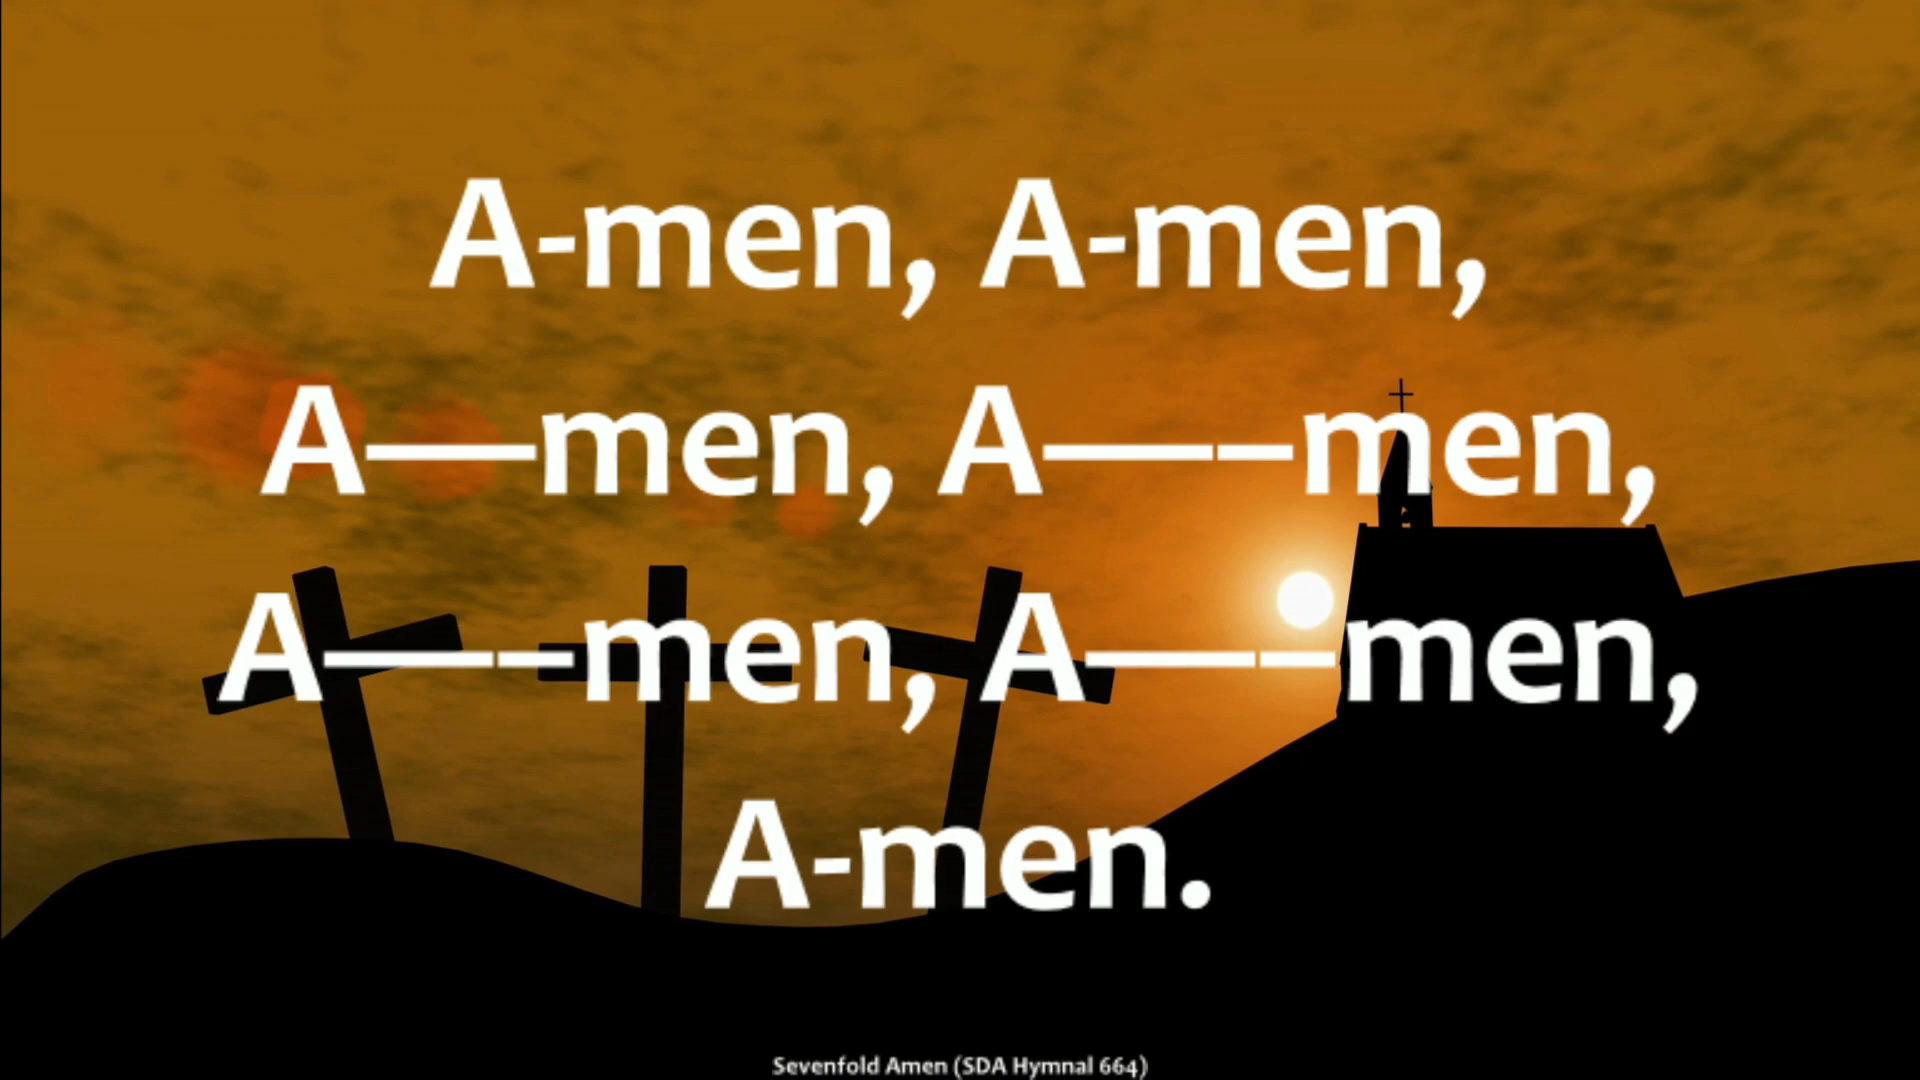 A-men, A-men,
A—men, A—–men,
A—–men, A—–men,
A-men.
Sevenfold Amen (SDA Hymnal 664)